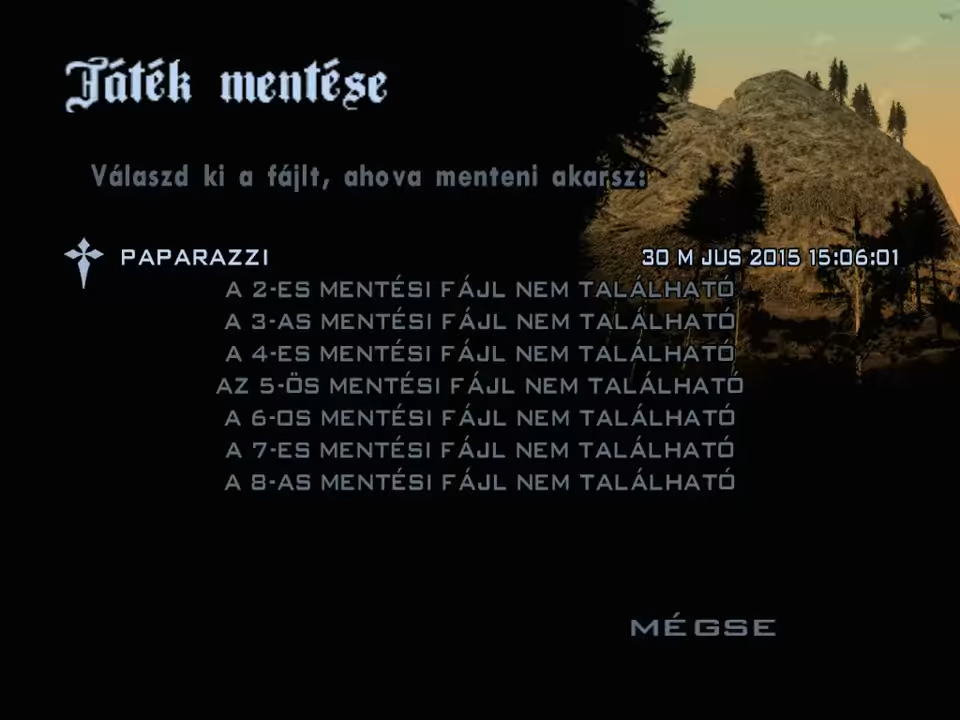 Játék mentése
Válaszd ki a fájlt, ahova menteni akarsz:
PAPARAZZI 30 M JUS 2015 15:06:01
A 2-ES MENTÉSI FÁJL NEM TALÁLHATÓ
A 3-AS MENTÉSI FÁJL NEM TALÁLHATÓ
A 4-ES MENTÉSI FÁJL NEM TALÁLHATÓ
AZ 5-ÖS MENTÉSI FÁJL NEM TALÁLHATÓ
A 6-OS MENTÉSI FÁJL NEM TALÁLHATÓ
A 7-ES MENTÉSI FÁJL NEM TALÁLHATÓ
A 8-AS MENTÉSI FÁJL NEM TALÁLHATÓ
MÉGSE